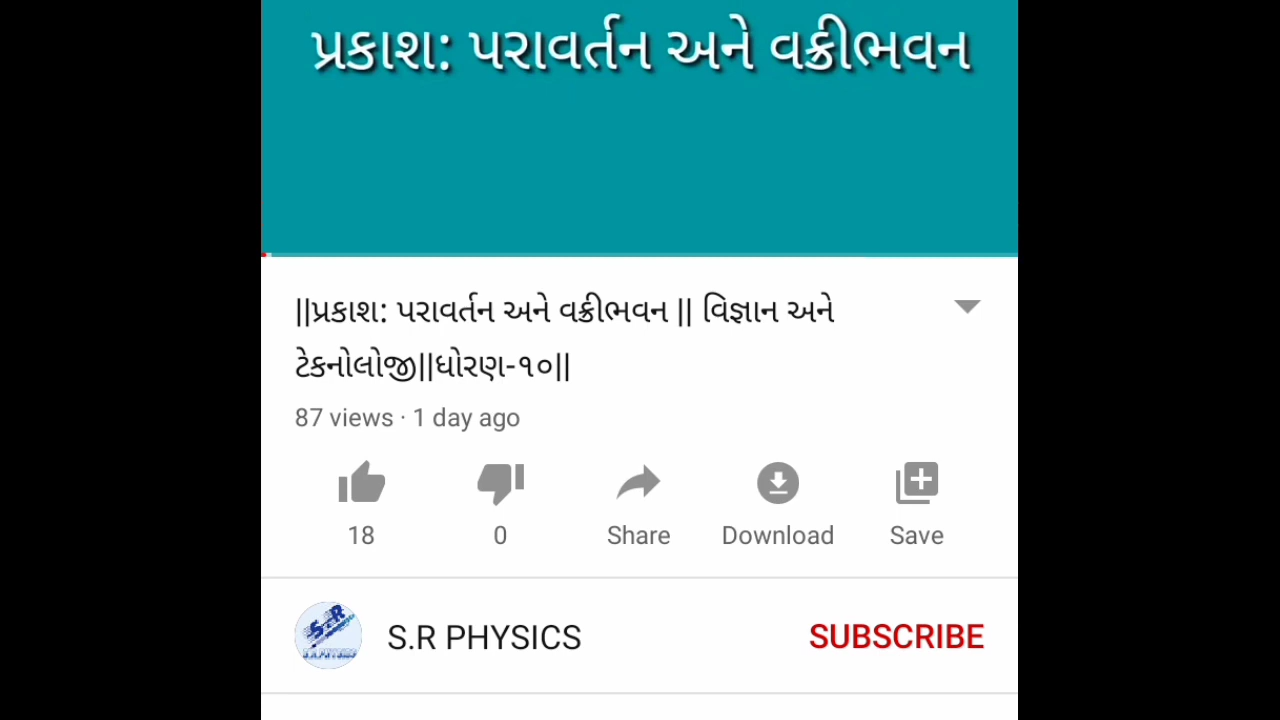 પ્રકાશ: પરાવર્તન અને વક્રીભવન
||પ્રકાશ: પરાવર્તન અને વક્રીભવન || વિજ્ઞાન અને
ટેકનોલોજી||ધોરણ-૧૦||
87 views · 1 day ago
18
0
Share
Download
Save
S.R PHYSICS
SUBSCRIBE